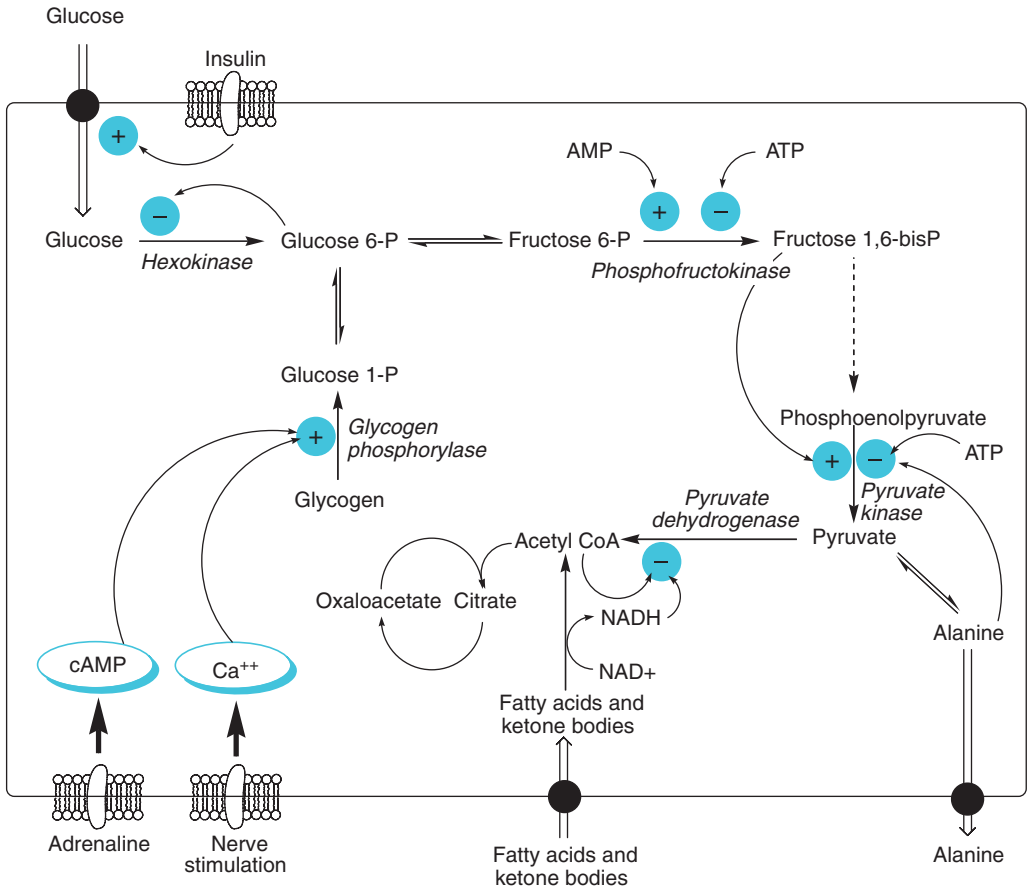 Glucose
Insulin
+
AMP
ATP
−
+
−
Glucose
Hexokinase
Glucose 6-P
Fructose 6-P
Phosphofructokinase
Fructose 1,6-bisP
Glucose 1-P
+
Glycogen
phosphorylase
Glycogen
Phosphoenolpyruvate
+
−
ATP
Pyruvate
kinase
Pyruvate
dehydrogenase
Acetyl CoA
−
Pyruvate
Oxaloacetate
Citrate
NADH
NAD+
Alanine
cAMP
Ca++
Fatty acids and
ketone bodies
Adrenaline
Nerve
stimulation
Fatty acids and
ketone bodies
Alanine